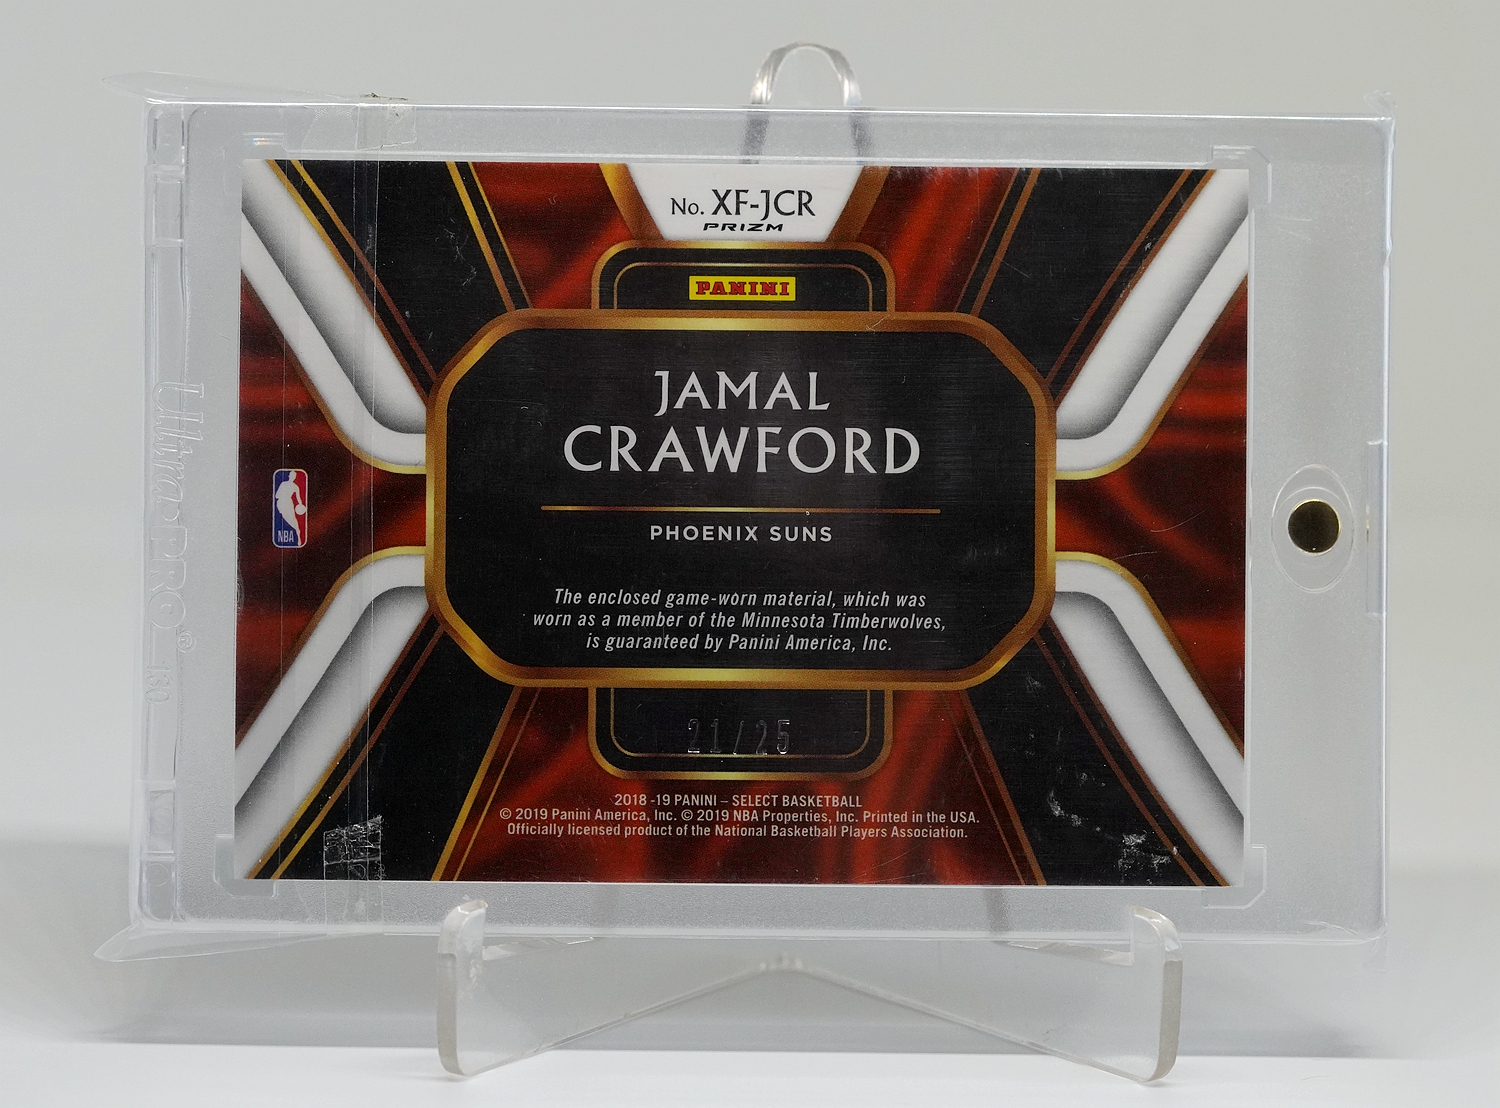 No. XF-JCR
PRIZM
PANINI
JAMAL
CRAWFORD
PHOENIX SUNS
NBA
The enclosed game-worn material, which was
worn as a member of the Minnesota Timberwolves,
is guaranteed by Panini America, Inc.
21/25
2018 -19 PANINI – SELECT BASKETBALL
© 2019 Panini America, Inc. © 2019 NBA Properties, Inc. Printed in the USA.
Officially licensed product of the National Basketball Players Association.
Ultra PRO®
130